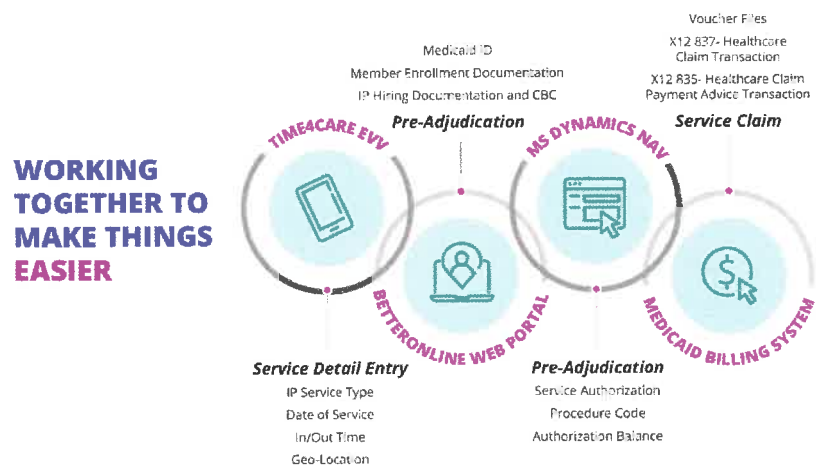 WORKING
TOGETHER TO
MAKE THINGS
EASIER
TIME4CARE EVV
Service Detail Entry
IP Service Type
Date of Service
In/Out Time
Geo-Location
Medicaid ID
Member Enrollment Documentation
IP Hiring Documentation and CBC
Pre-Adjudication
BETTERONLINE WEB PORTAL
MS DYNAMICS NAV
Pre-Adjudication
Service Authorization
Procedure Code
Authorization Balance
Voucher Files
X12 837- Healthcare
Claim Transaction
X12 835- Healthcare Claim
Payment Advice Transaction
Service Claim
$
MEDICAID BILLING SYSTEM